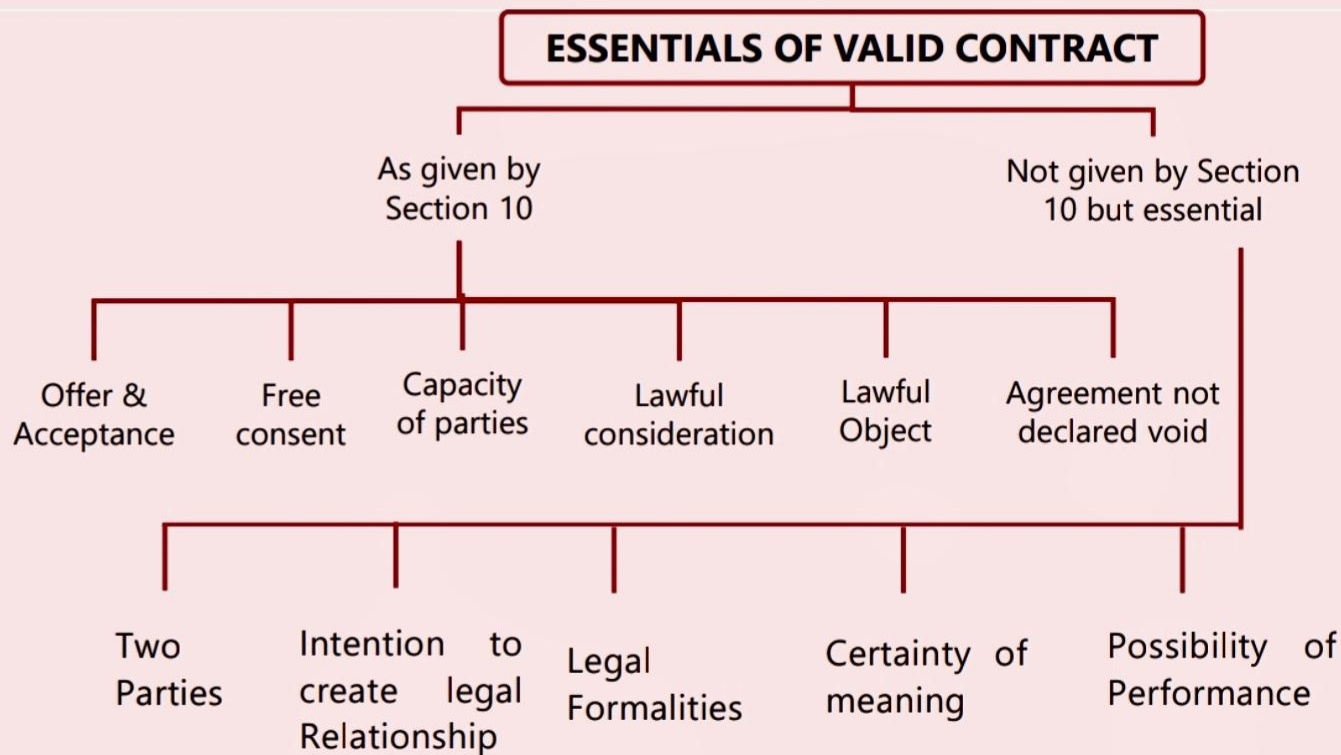 ESSENTIALS OF VALID CONTRACT
As given by
Section 10
Not given by Section
10 but essential
Offer &
Acceptance
Free
consent
Capacity
of parties
Lawful
consideration
Lawful
Object
Agreement not
declared void
Two
Parties
Intention to
create legal
Relationship
Legal
Formalities
Certainty of
meaning
Possibility of
Performance